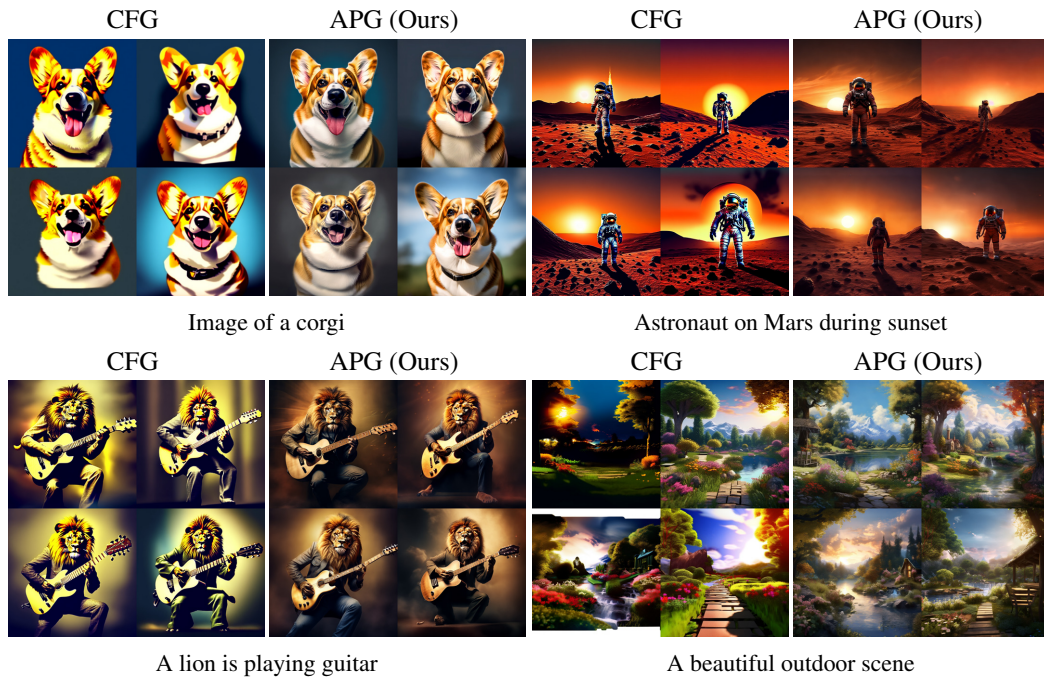 CFG
APG (Ours)
CFG
APG (Ours)
Image of a corgi
Astronaut on Mars during sunset
CFG
APG (Ours)
CFG
APG (Ours)
A lion is playing guitar
A beautiful outdoor scene